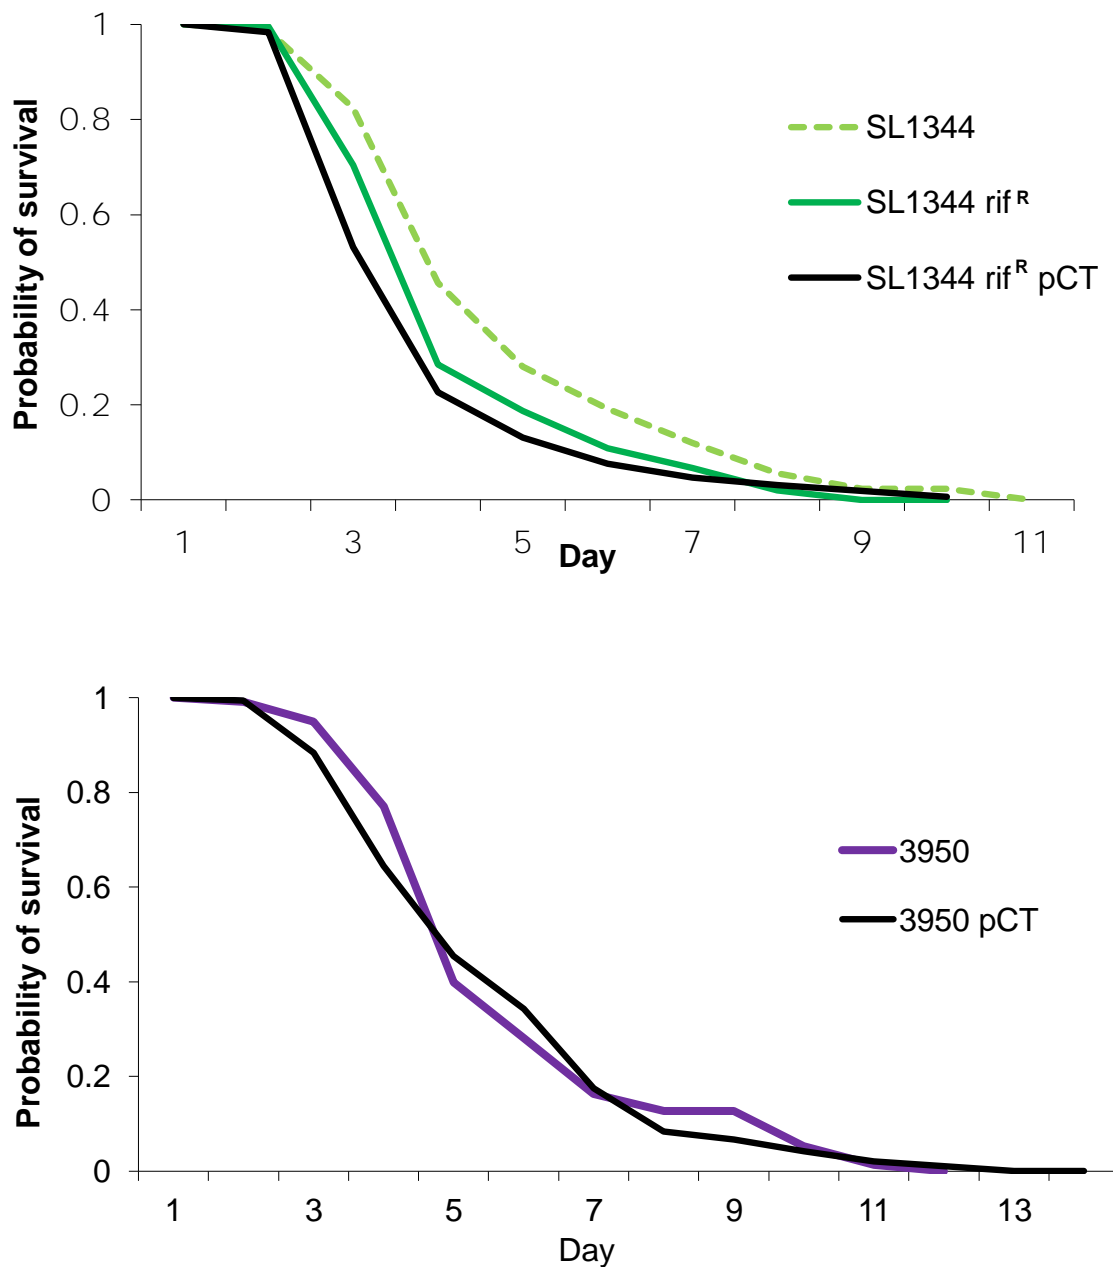 Probability of survival
1
0.8
0.6
0.4
0.2
0
1 3 5 7 9 11
Day
SL1344
SL1344 rif R
SL1344 rif R pCT
Probability of survival
1
0.8
0.6
0.4
0.2
0
1 3 5 7 9 11 13
Day
3950
3950 pCT